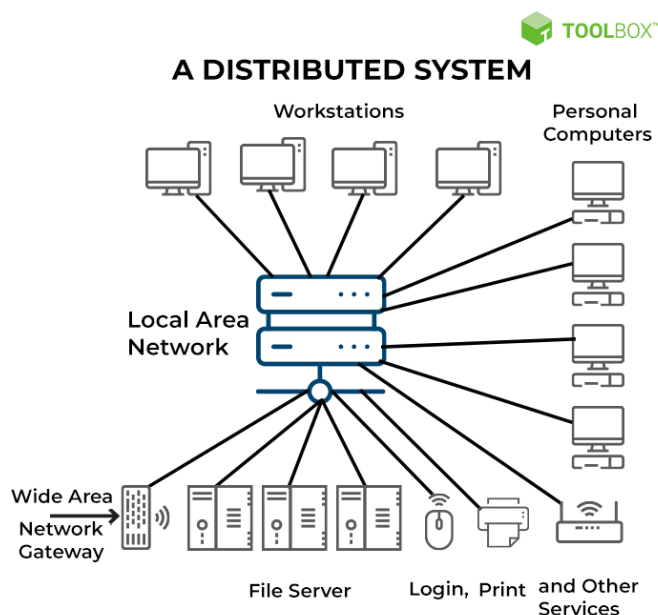 TOOLBOX™
A DISTRIBUTED SYSTEM
Workstations
Personal
Computers
Local Area
Network
Wide Area
Network
Gateway
File Server
Login, Print and Other
Services